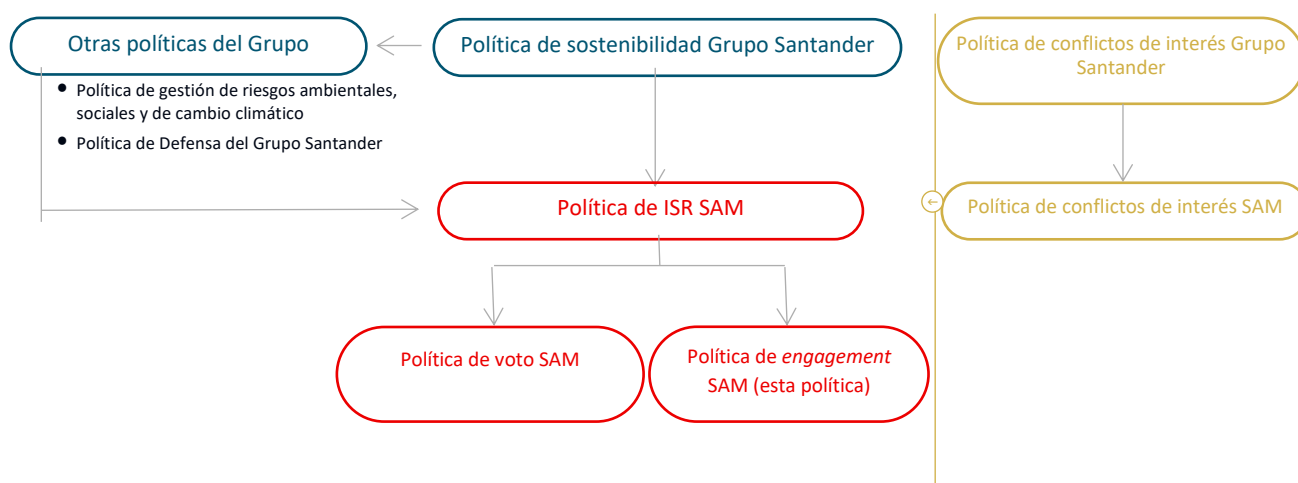 Otras políticas del Grupo
Política de sostenibilidad Grupo Santander
Política de conflictos de interés Grupo
Santander
• Política de gestión de riesgos ambientales,
sociales y de cambio climático
• Política de Defensa del Grupo Santander
Política de ISR SAM
Política de conflictos de interés SAM
Política de voto SAM
Política de engagement
SAM (esta política)